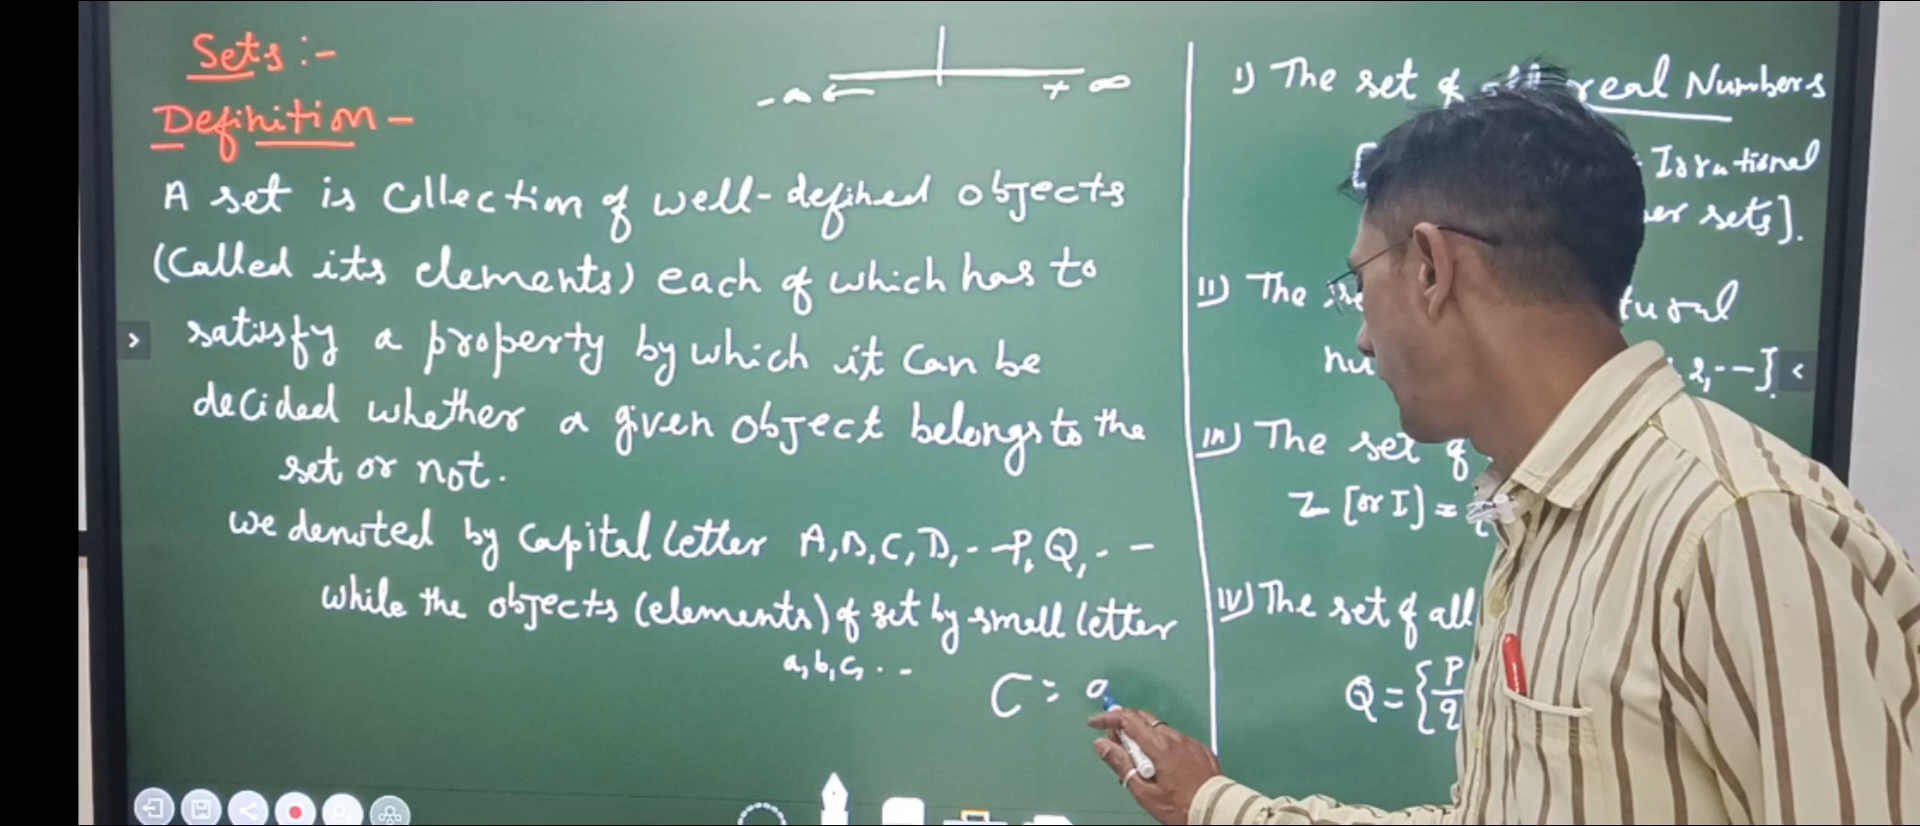 Sets :-
Definition -
A set is Collection of well-defined objects
(Called its elements) each of which has to
satisfy a property by which it can be
decided whether a given object belongs to the
set or not.
we denoted by Capital letter A, B, C, D, - - P, Q, - -
while the objects (elements) of set by small letter
a, b, c, . . -
C = a
-∞ + ∞
I) The set of real Numbers
Irrational
sets].
II) The
2, - - }
III) The set of
Z [or I] =
IV) The set of all
Q = { P/q